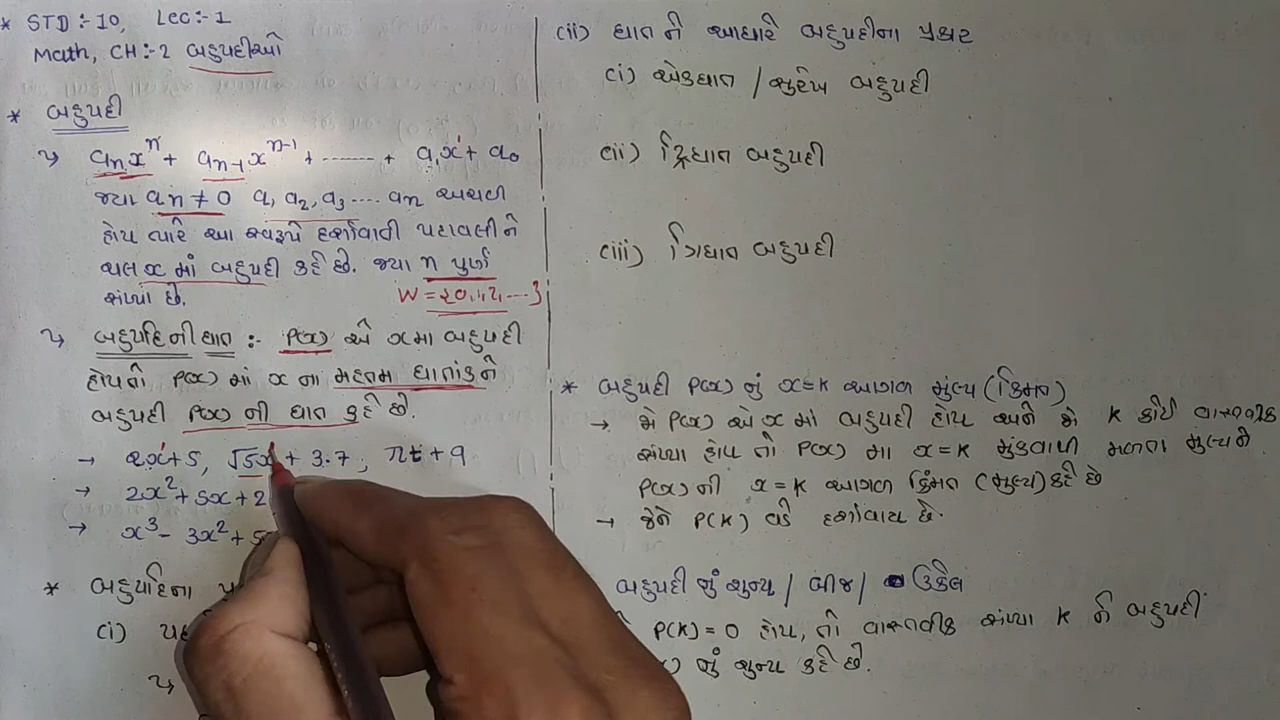 * STD :- 10, Lec:- 1
Math, CH:- 2 બહુપદીઓ
* બહુપદી
→ anxⁿ + an-1xⁿ⁻¹ + ....... + a1x¹ + a0
જ્યા an ≠ 0 a, a2, a3 .... an અચલ
હોય ત્યારે આ સ્વરૂપે દર્શાવાતી પદાવલીને
ચલ x માં બહુપદી કહે છે. જ્યા n પુર્ણ
સંખ્યા છે. W = {0,1,2, ...}
→ બહુપદિની ઘાત :- P(x) એ x મા બહુપદી
હોયતો P(x) માં x ના મહતમ ઘાતાંકને
બહુપદી P(x) ની ઘાત કહે છે.
→ 2x¹+5, √5x + 3.7, πt + 9
→ 2x² + 5x + 2
→ x³ - 3x² + 5
* બહુપદિના
(i)
→
(ii) ઘાત ને આધારે બહુપદીના પ્રકાર
(i) એકઘાત / સુરેખ બહુપદી
(ii) દ્વિઘાત બહુપદી
(iii) ત્રિઘાત બહુપદી
* બહુપદી P(x) નું x=k આગળ મુલ્ય (કિંમત)
→ જો P(x) એ x માં બહુપદી હોય અને જો k કોઈ વાસ્તવીક
સંખ્યા હોય તો P(x) મા x=k મુકવાથી મળતા મુલ્યને
P(x) ની x=k આગળ કિંમત (મુલ્ય) કહે છે
→ જેને P(k) વડે દર્શાવાય છે.
બહુપદી નું શુન્ય / બીજ / ઉકેલ
P(k)=0 હોય, તો વાસ્તવીક સંખ્યા k ને બહુપદી
નું શુન્ય કહે છે.